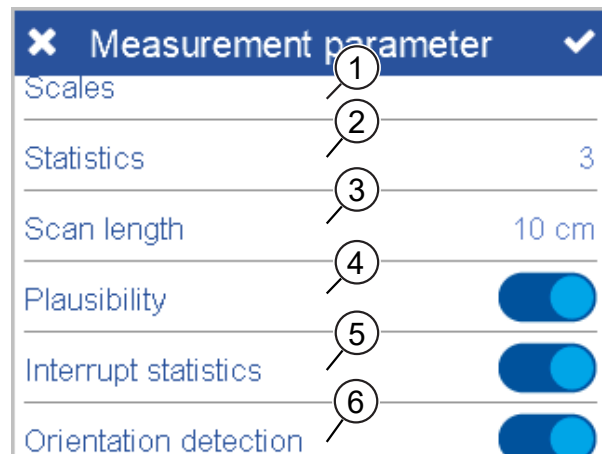 Measurement parameter
1
Scales
2
Statistics 3
3
Scan length 10 cm
4
Plausibility
5
Interrupt statistics
6
Orientation detection